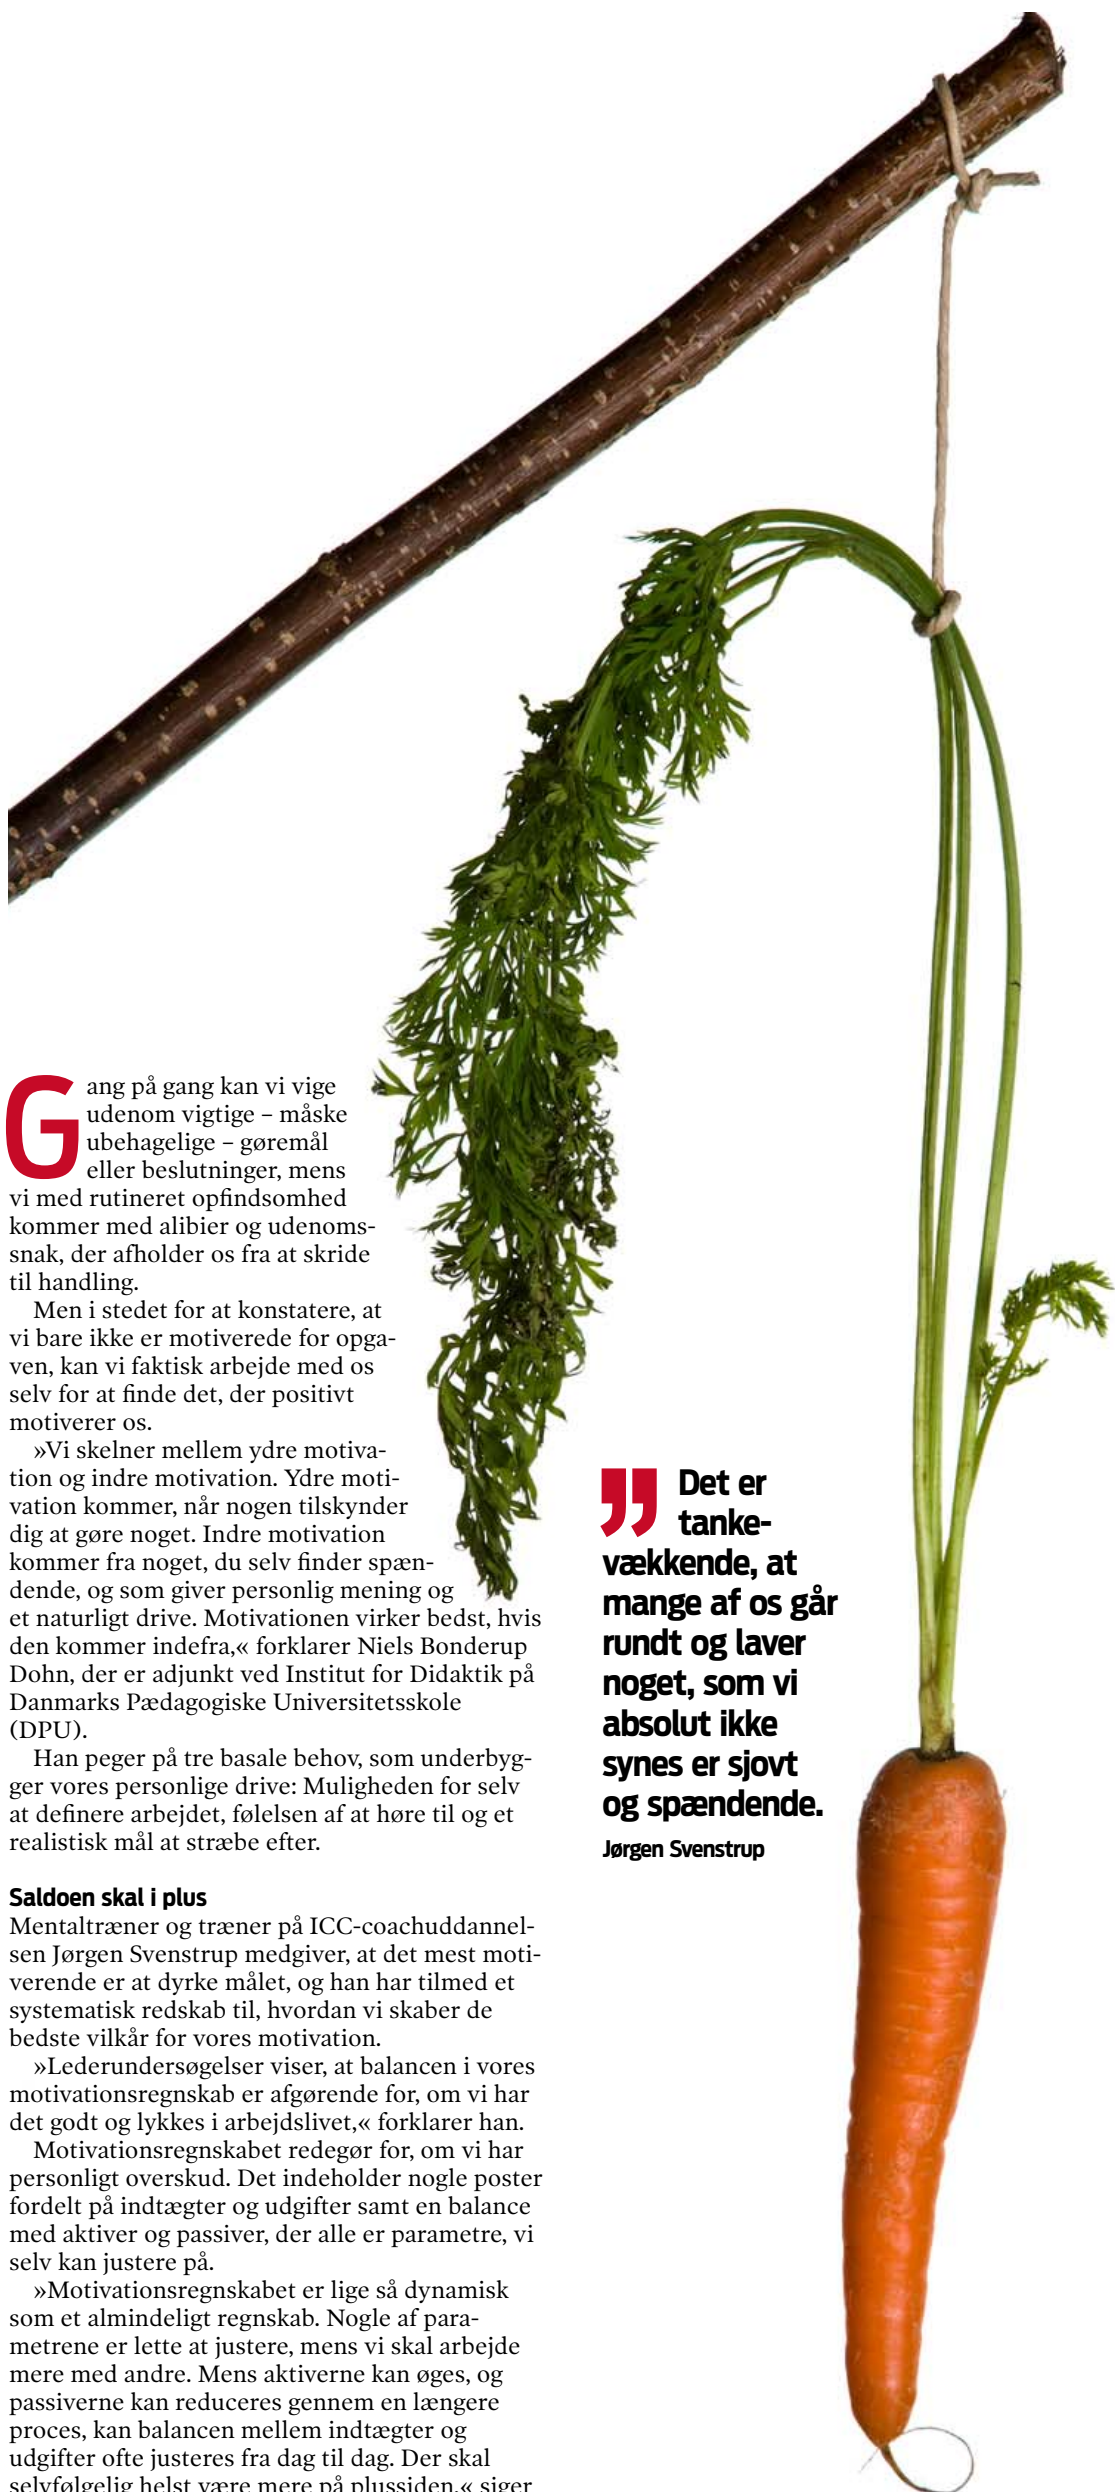 Gang på gang kan vi vige
udenom vigtige – måske
ubehagelige – gøremål
eller beslutninger, mens
vi med rutineret opfindsomhed
kommer med alibier og udenoms-
snak, der afholder os fra at skride
til handling.
Men i stedet for at konstatere, at
vi bare ikke er motiverede for opga-
ven, kan vi faktisk arbejde med os
selv for at finde det, der positivt
motiverer os.
»Vi skelner mellem ydre motiva-
tion og indre motivation. Ydre moti-
vation kommer, når nogen tilskynder
dig at gøre noget. Indre motivation
kommer fra noget, du selv finder spæn-
dende, og som giver personlig mening og
et naturligt drive. Motivationen virker bedst, hvis
den kommer indefra,« forklarer Niels Bonderup
Dohn, der er adjunkt ved Institut for Didaktik på
Danmarks Pædagogiske Universitetsskole
(DPU).
Han peger på tre basale behov, som underbyg-
ger vores personlige drive: Muligheden for selv
at definere arbejdet, følelsen af at høre til og et
realistisk mål at stræbe efter.
Saldoen skal i plus
Mentaltræner og træner på ICC-coachuddannel-
sen Jørgen Svenstrup medgiver, at det mest moti-
verende er at dyrke målet, og han har tilmed et
systematisk redskab til, hvordan vi skaber de
bedste vilkår for vores motivation.
»Lederundersøgelser viser, at balancen i vores
motivationsregnskab er afgørende for, om vi har
det godt og lykkes i arbejdslivet,« forklarer han.
Motivationsregnskabet redegør for, om vi har
personligt overskud. Det indeholder nogle poster
fordelt på indtægter og udgifter samt en balance
med aktiver og passiver, der alle er parametre, vi
selv kan justere på.
»Motivationsregnskabet er lige så dynamisk
som et almindeligt regnskab. Nogle af para-
metrene er lette at justere, mens vi skal arbejde
mere med andre. Mens aktiverne kan øges, og
passiverne kan reduceres gennem en længere
proces, kan balancen mellem indtægter og
udgifter ofte justeres fra dag til dag. Der skal
selvfølgelig helst være mere på plussiden,« siger
” Det er
tanke-
vækkende, at
mange af os går
rundt og laver
noget, som vi
absolut ikke
synes er sjovt
og spændende.
Jørgen Svenstrup